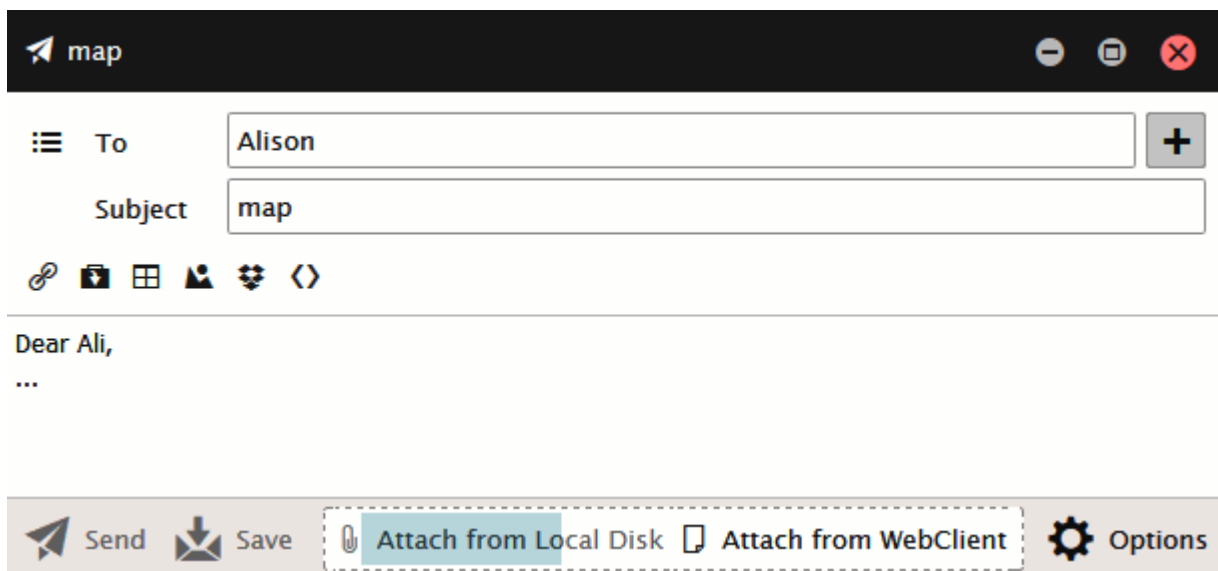 map
To Alison
Subject map
Dear Ali,
...
Send Save Attach from Local Disk Attach from WebClient Options